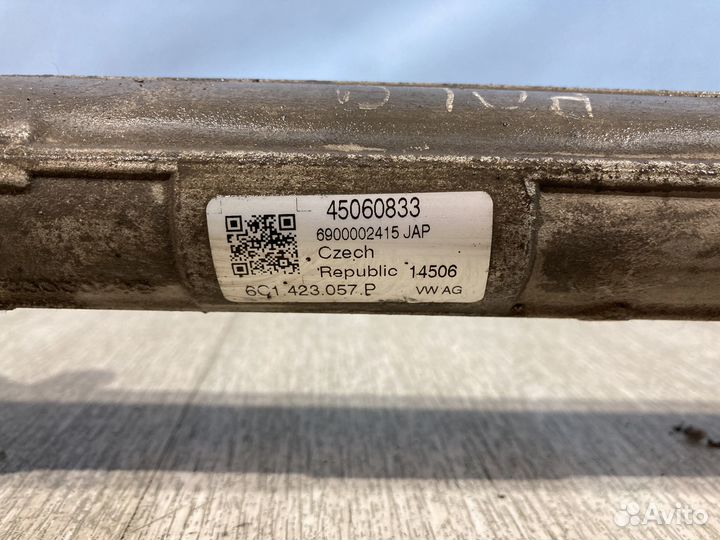 45060833
6900002415 JAP
Czech
Republic 14506
6C1.423.057.P VW AG
Avito